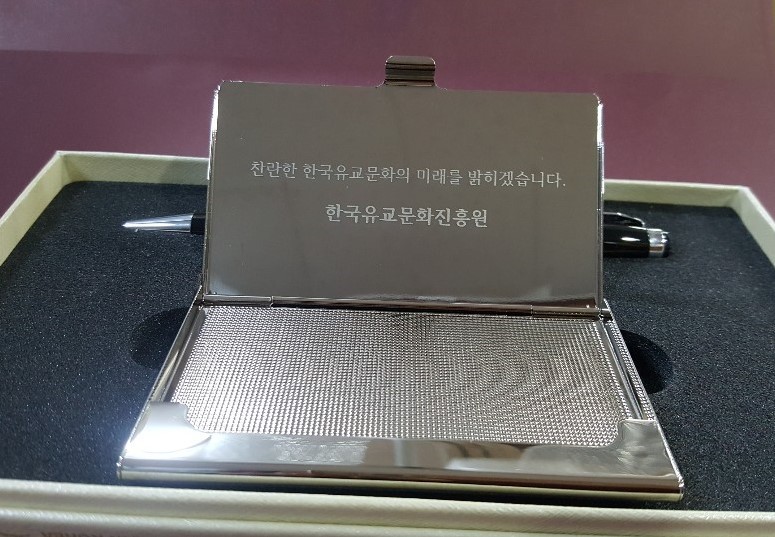 찬란한 한국유교문화의 미래를 밝히겠습니다.
한국유교문화진흥원